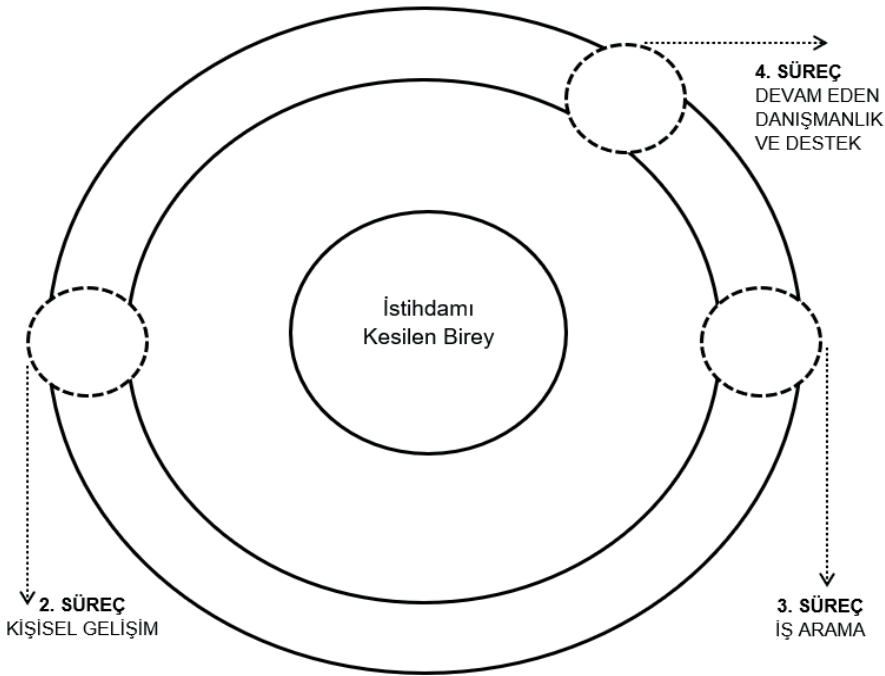 4. SÜREÇ
DEVAM EDEN
DANIŞMANLIK
VE DESTEK
İstihdamı
Kesilen Birey
2. SÜREÇ
KİŞİSEL GELİŞİM
3. SÜREÇ
İŞ ARAMA